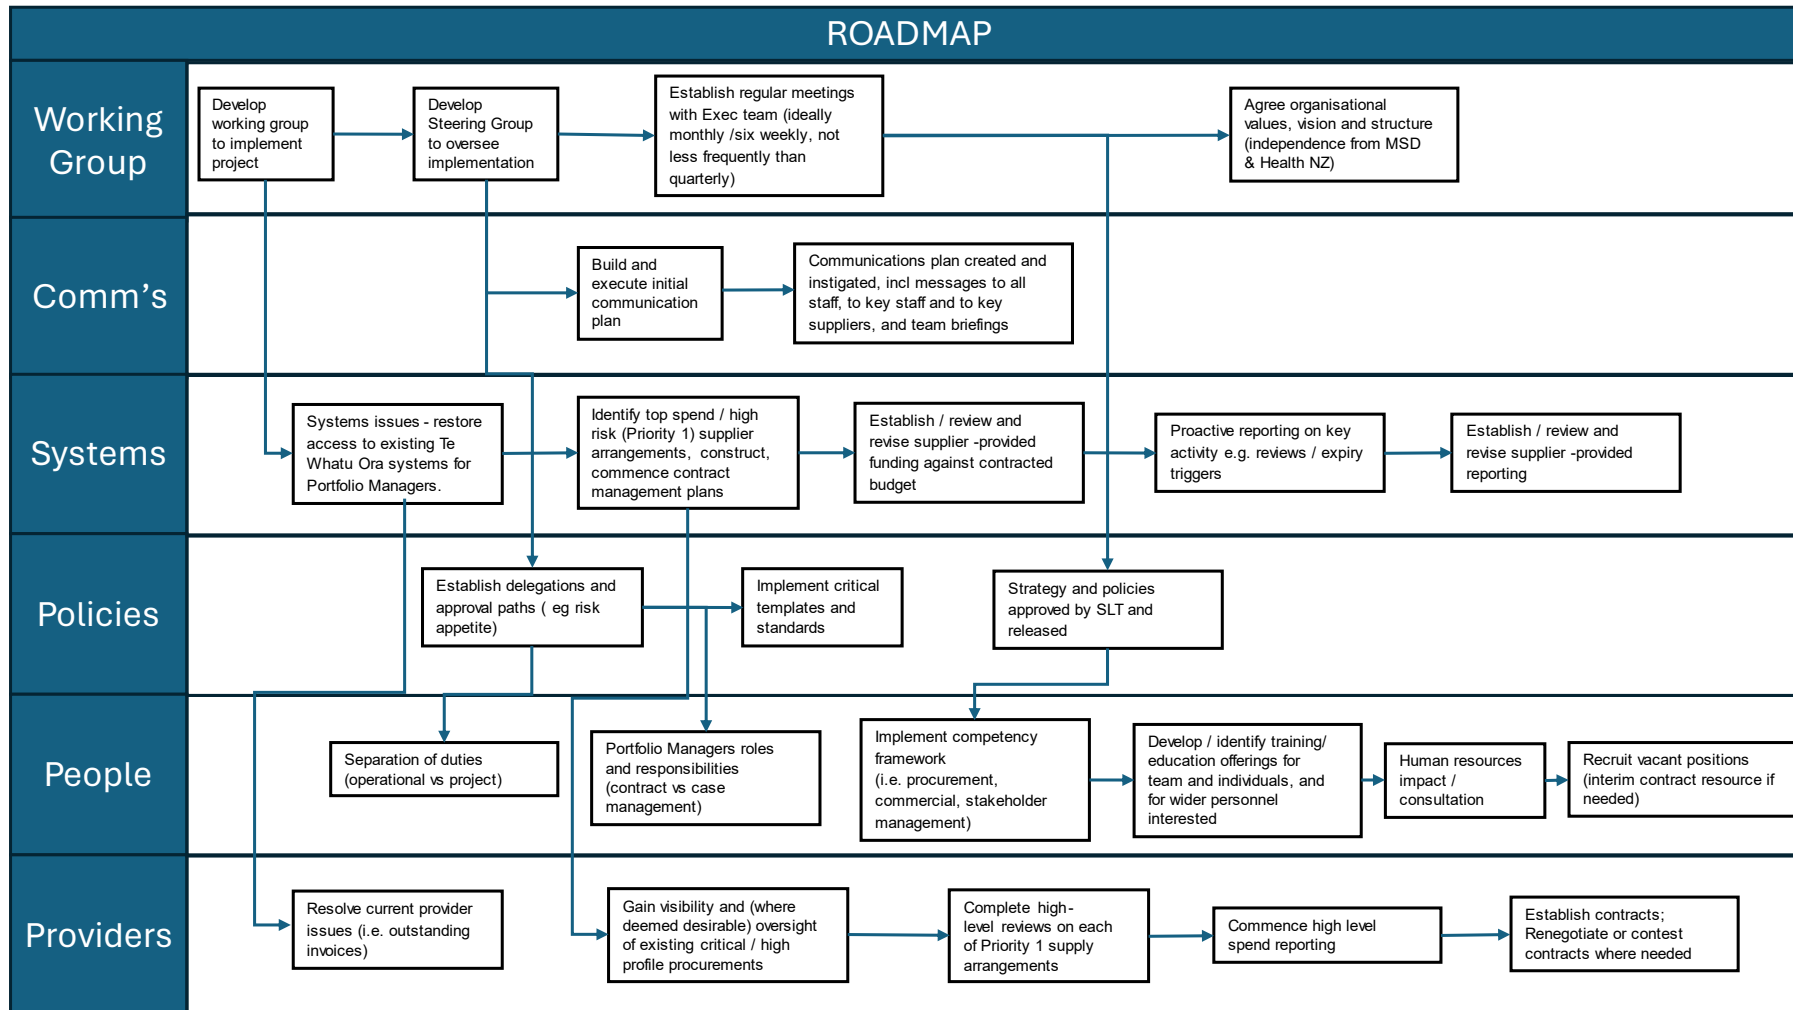 ROADMAP
Working
Group
Develop
working group
to implement
project
Develop
Steering Group
to oversee
implementation
Establish regular meetings
with Exec team (ideally
monthly /six weekly, not
less frequently than
quarterly)
Agree organisational
values, vision and structure
(independence from MSD
& Health NZ)
Comm's
Build and
execute initial
communication
plan
Communications plan created and
instigated, incl messages to all
staff, to key staff and to key
suppliers, and team briefings
Systems
Systems issues - restore
access to existing Te
Whatu Ora systems for
Portfolio Managers.
Identify top spend / high
risk (Priority 1) supplier
arrangements, construct,
commence contract
management plans
Establish / review and
revise supplier -provided
funding against contracted
budget
Proactive reporting on key
activity e.g. reviews / expiry
triggers
Establish / review and
revise supplier -provided
reporting
Policies
Establish delegations and
approval paths ( eg risk
appetite)
Implement critical
templates and
standards
Strategy and policies
approved by SLT and
released
People
Separation of duties
(operational vs project)
Portfolio Managers roles
and responsibilities
(contract vs case
management)
Implement competency
framework
(i.e. procurement,
commercial, stakeholder
management)
Develop / identify training/
education offerings for
team and individuals, and
for wider personnel
interested
Human resources
impact /
consultation
Recruit vacant positions
(interim contract resource if
needed)
Providers
Resolve current provider
issues (i.e. outstanding
invoices)
Gain visibility and (where
deemed desirable) oversight
of existing critical / high
profile procurements
Complete high-
level reviews on each
of Priority 1 supply
arrangements
Commence high level
spend reporting
Establish contracts;
Renegotiate or contest
contracts where needed